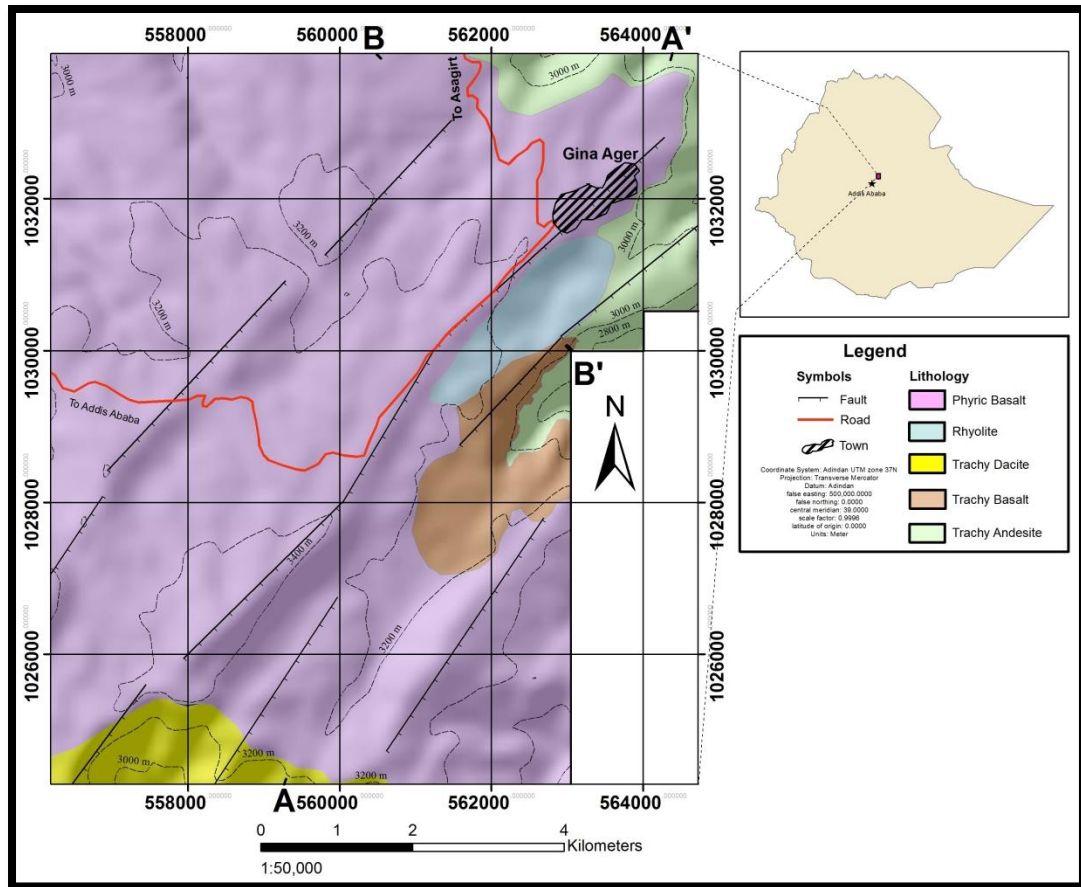 558000 560000 562000 564000
B A'
3000 m
To Asagirt
3000 m
Gina Ager
1032000 1032000
3200 m
3000 m
3200 m
3000 m
2800 m
1030000 1030000
B'
To Addis Ababa
N
1028000 1028000
3400 m
3200 m
1026000 1026000
3000 m
3200 m
3200 m
558000 560000 562000 564000
A
0 1 2 4
Kilometers
1:50,000
Addis Ababa
Legend
Symbols
Fault
Road
Town
Coordinate System: Adindan UTM zone 37N
Projection: Transverse Mercator
Datum: Adindan
false easting: 500,000.0000
false northing: 0.0000
central meridian: 39.0000
scale factor: 0.9996
latitude of origin: 0.0000
Units: Meter
Lithology
Phyric Basalt
Rhyolite
Trachy Dacite
Trachy Basalt
Trachy Andesite